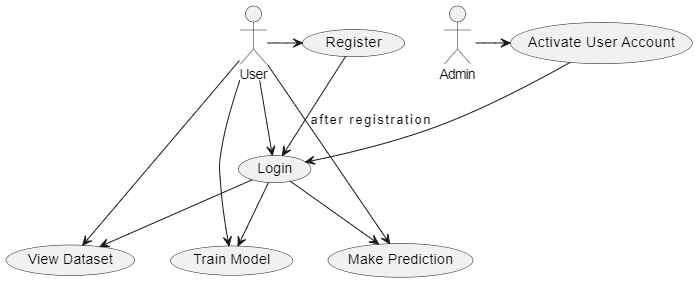 Register
Activate User Account
User
Admin
after registration
Login
View Dataset
Train Model
Make Prediction